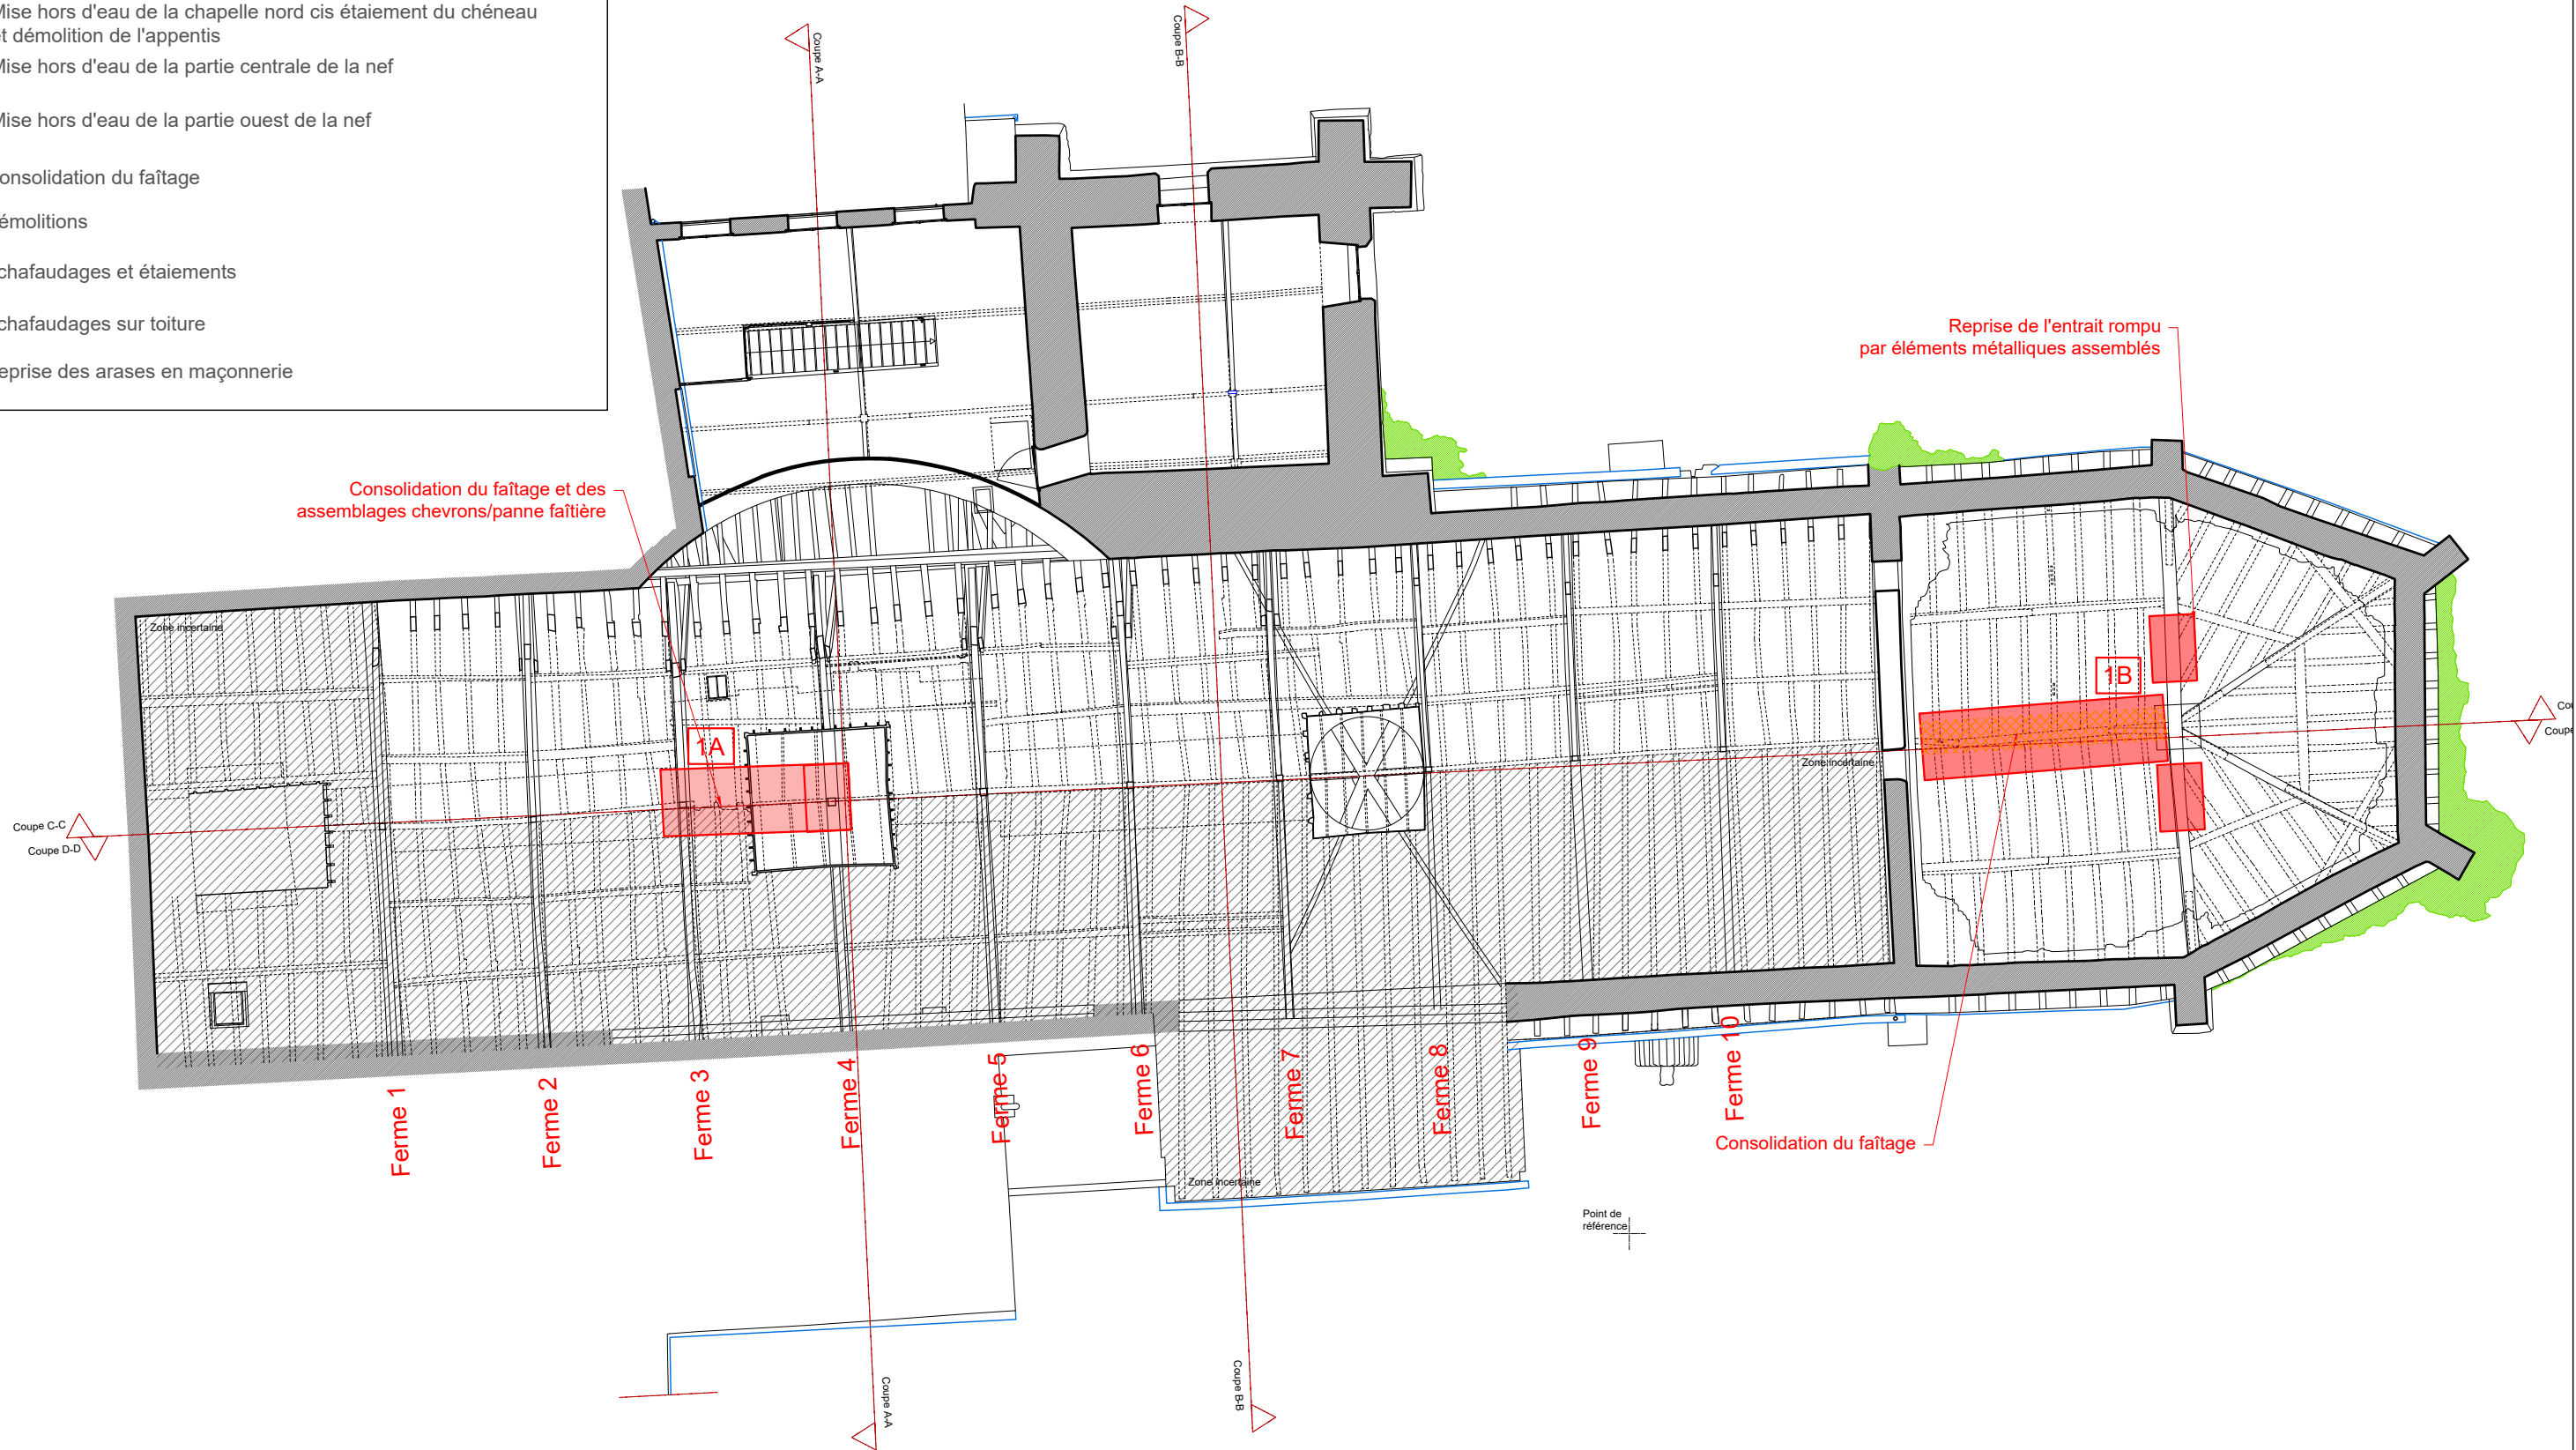 Mise hors d'eau de la chapelle nord cis étaiement du chéneau
et démolition de l'appentis
Mise hors d'eau de la partie centrale de la nef
Mise hors d'eau de la partie ouest de la nef
onsolidation du faîtage
émolitions
chafaudages et étaiements
chafaudages sur toiture
eprise des arases en maçonnerie
Coupe A-A
Coupe B-B
Reprise de l'entrait rompu
par éléments métalliques assemblés
Consolidation du faîtage et des
assemblages chevrons/panne faîtière
Zone incertaine
1A
1B
Zone incertaine
Cou
Coupe
Coupe C-C
Coupe D-D
Ferme 1
Ferme 2
Ferme 3
Ferme 4
Ferme 5
Ferme 6
Ferme 7
Ferme 8
Ferme 9
Ferme 10
Consolidation du faîtage
Zone incertaine
Point de
référence
Coupe A-A
Coupe B-B